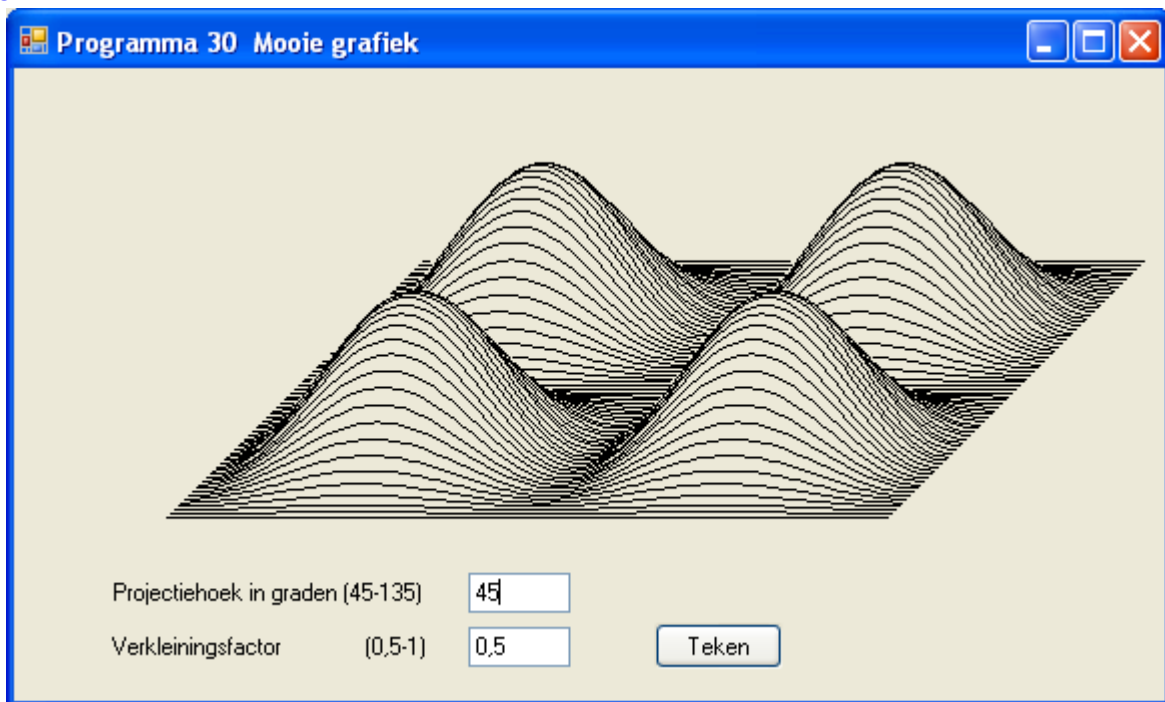 Programma 30  Mooie grafiek
Projectiehoek in graden (45-135) 45
Verkleiningsfactor (0,5-1) 0,5 Teken